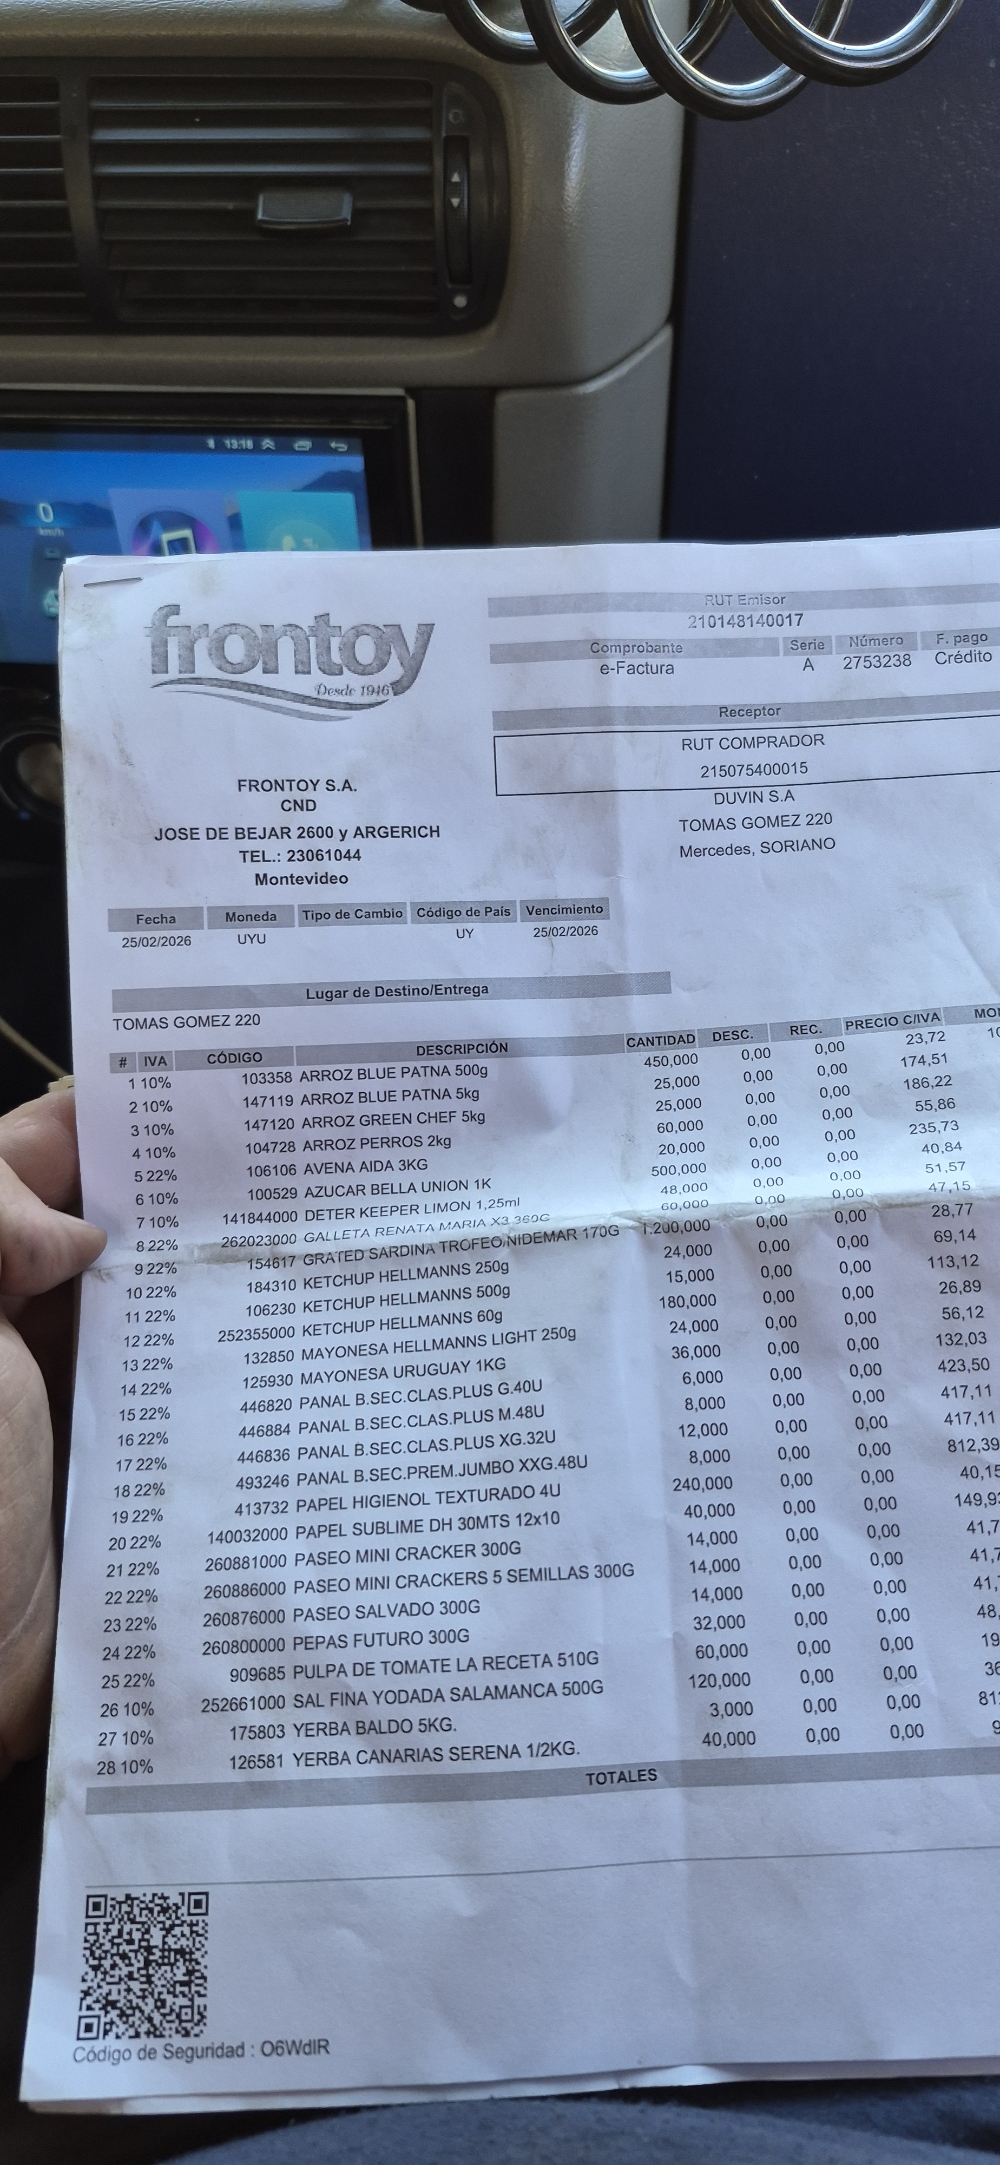 13:18
0
km/h
frontoy
Desde 1946
RUT Emisor
210148140017
Comprobante Serie Número F. pago
e-Factura A 2753238 Crédito
Receptor
RUT COMPRADOR
215075400015
DUVIN S.A
TOMAS GOMEZ 220
Mercedes, SORIANO
FRONTOY S.A.
CND
JOSE DE BEJAR 2600 y ARGERICH
TEL.: 23061044
Montevideo
Fecha Moneda Tipo de Cambio Código de País Vencimiento
25/02/2026 UYU UY 25/02/2026
Lugar de Destino/Entrega
TOMAS GOMEZ 220
# IVA CÓDIGO DESCRIPCIÓN CANTIDAD DESC. REC. PRECIO C/IVA
1 10% 103358 ARROZ BLUE PATNA 500g 450,000 0,00 0,00 23,72
2 10% 147119 ARROZ BLUE PATNA 5kg 25,000 0,00 0,00 174,51
3 10% 147120 ARROZ GREEN CHEF 5kg 25,000 0,00 0,00 186,22
4 10% 104728 ARROZ PERROS 2kg 60,000 0,00 0,00 55,86
5 22% 106106 AVENA AIDA 3KG 20,000 0,00 0,00 235,73
6 10% 100529 AZUCAR BELLA UNION 1K 500,000 0,00 0,00 40,84
7 10% 141844000 DETER KEEPER LIMON 1,25ml 48,000 0,00 0,00 51,57
8 22% 262023000 GALLETA RENATA MARIA X3 360G 60,000 0,00 0,00 47,15
9 22% 154617 GRATED SARDINA TROFEO/NIDEMAR 170G 1.200,000 0,00 0,00 28,77
10 22% 184310 KETCHUP HELLMANNS 250g 24,000 0,00 0,00 69,14
11 22% 106230 KETCHUP HELLMANNS 500g 15,000 0,00 0,00 113,12
12 22% 252355000 KETCHUP HELLMANNS 60g 180,000 0,00 0,00 26,89
13 22% 132850 MAYONESA HELLMANNS LIGHT 250g 24,000 0,00 0,00 56,12
14 22% 125930 MAYONESA URUGUAY 1KG 36,000 0,00 0,00 132,03
15 22% 446820 PANAL B.SEC.CLAS.PLUS G.40U 6,000 0,00 0,00 423,50
16 22% 446884 PANAL B.SEC.CLAS.PLUS M.48U 8,000 0,00 0,00 417,11
17 22% 446836 PANAL B.SEC.CLAS.PLUS XG.32U 12,000 0,00 0,00 417,11
18 22% 493246 PANAL B.SEC.PREM.JUMBO XXG.48U 8,000 0,00 0,00 812,39
19 22% 413732 PAPEL HIGIENOL TEXTURADO 4U 240,000 0,00 0,00 40,15
20 22% 140032000 PAPEL SUBLIME DH 30MTS 12x10 40,000 0,00 0,00 149,93
21 22% 260881000 PASEO MINI CRACKER 300G 14,000 0,00 0,00 41,7
22 22% 260886000 PASEO MINI CRACKERS 5 SEMILLAS 300G 14,000 0,00 0,00 41,7
23 22% 260876000 PASEO SALVADO 300G 14,000 0,00 0,00 41,
24 22% 260800000 PEPAS FUTURO 300G 32,000 0,00 0,00 48,
25 22% 909685 PULPA DE TOMATE LA RECETA 510G 60,000 0,00 0,00 19
26 10% 252661000 SAL FINA YODADA SALAMANCA 500G 120,000 0,00 0,00 36
27 10% 175803 YERBA BALDO 5KG. 3,000 0,00 0,00 81
28 10% 126581 YERBA CANARIAS SERENA 1/2KG. 40,000 0,00 0,00 9
TOTALES
Código de Seguridad : O6WdlR